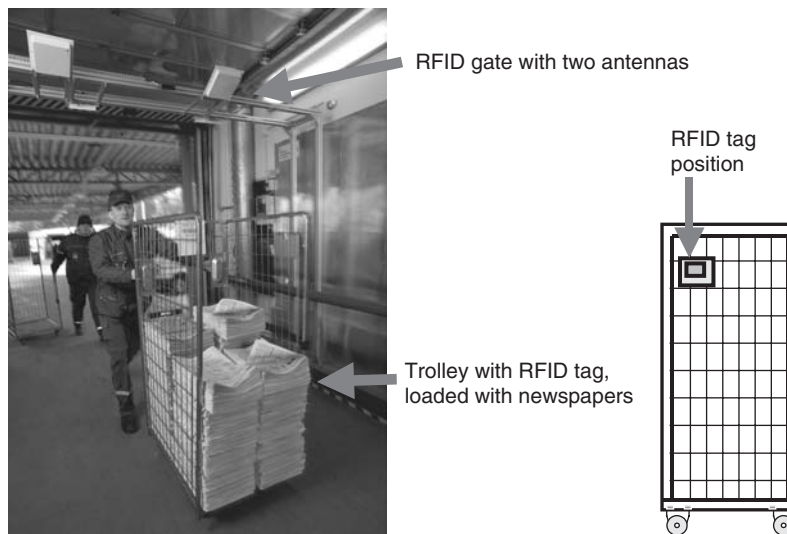 RFID gate with two antennas
RFID tag
position
Trolley with RFID tag,
loaded with newspapers